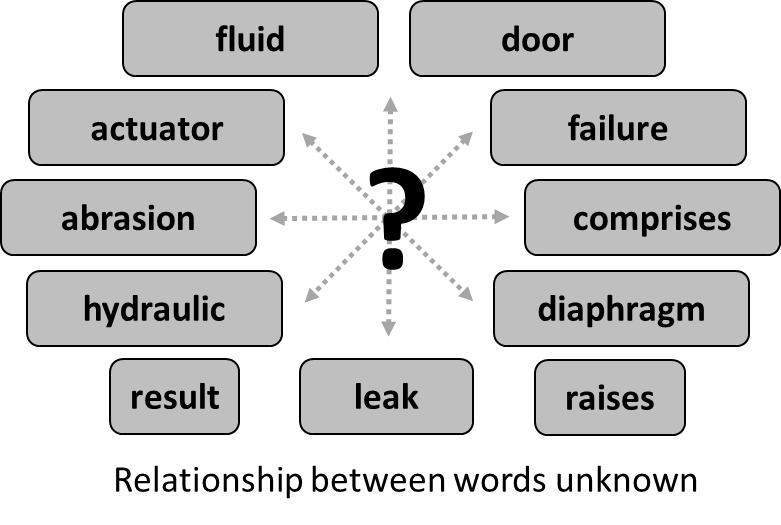 fluid
door
actuator
failure
abrasion
?
comprises
hydraulic
diaphragm
result
leak
raises
Relationship between words unknown